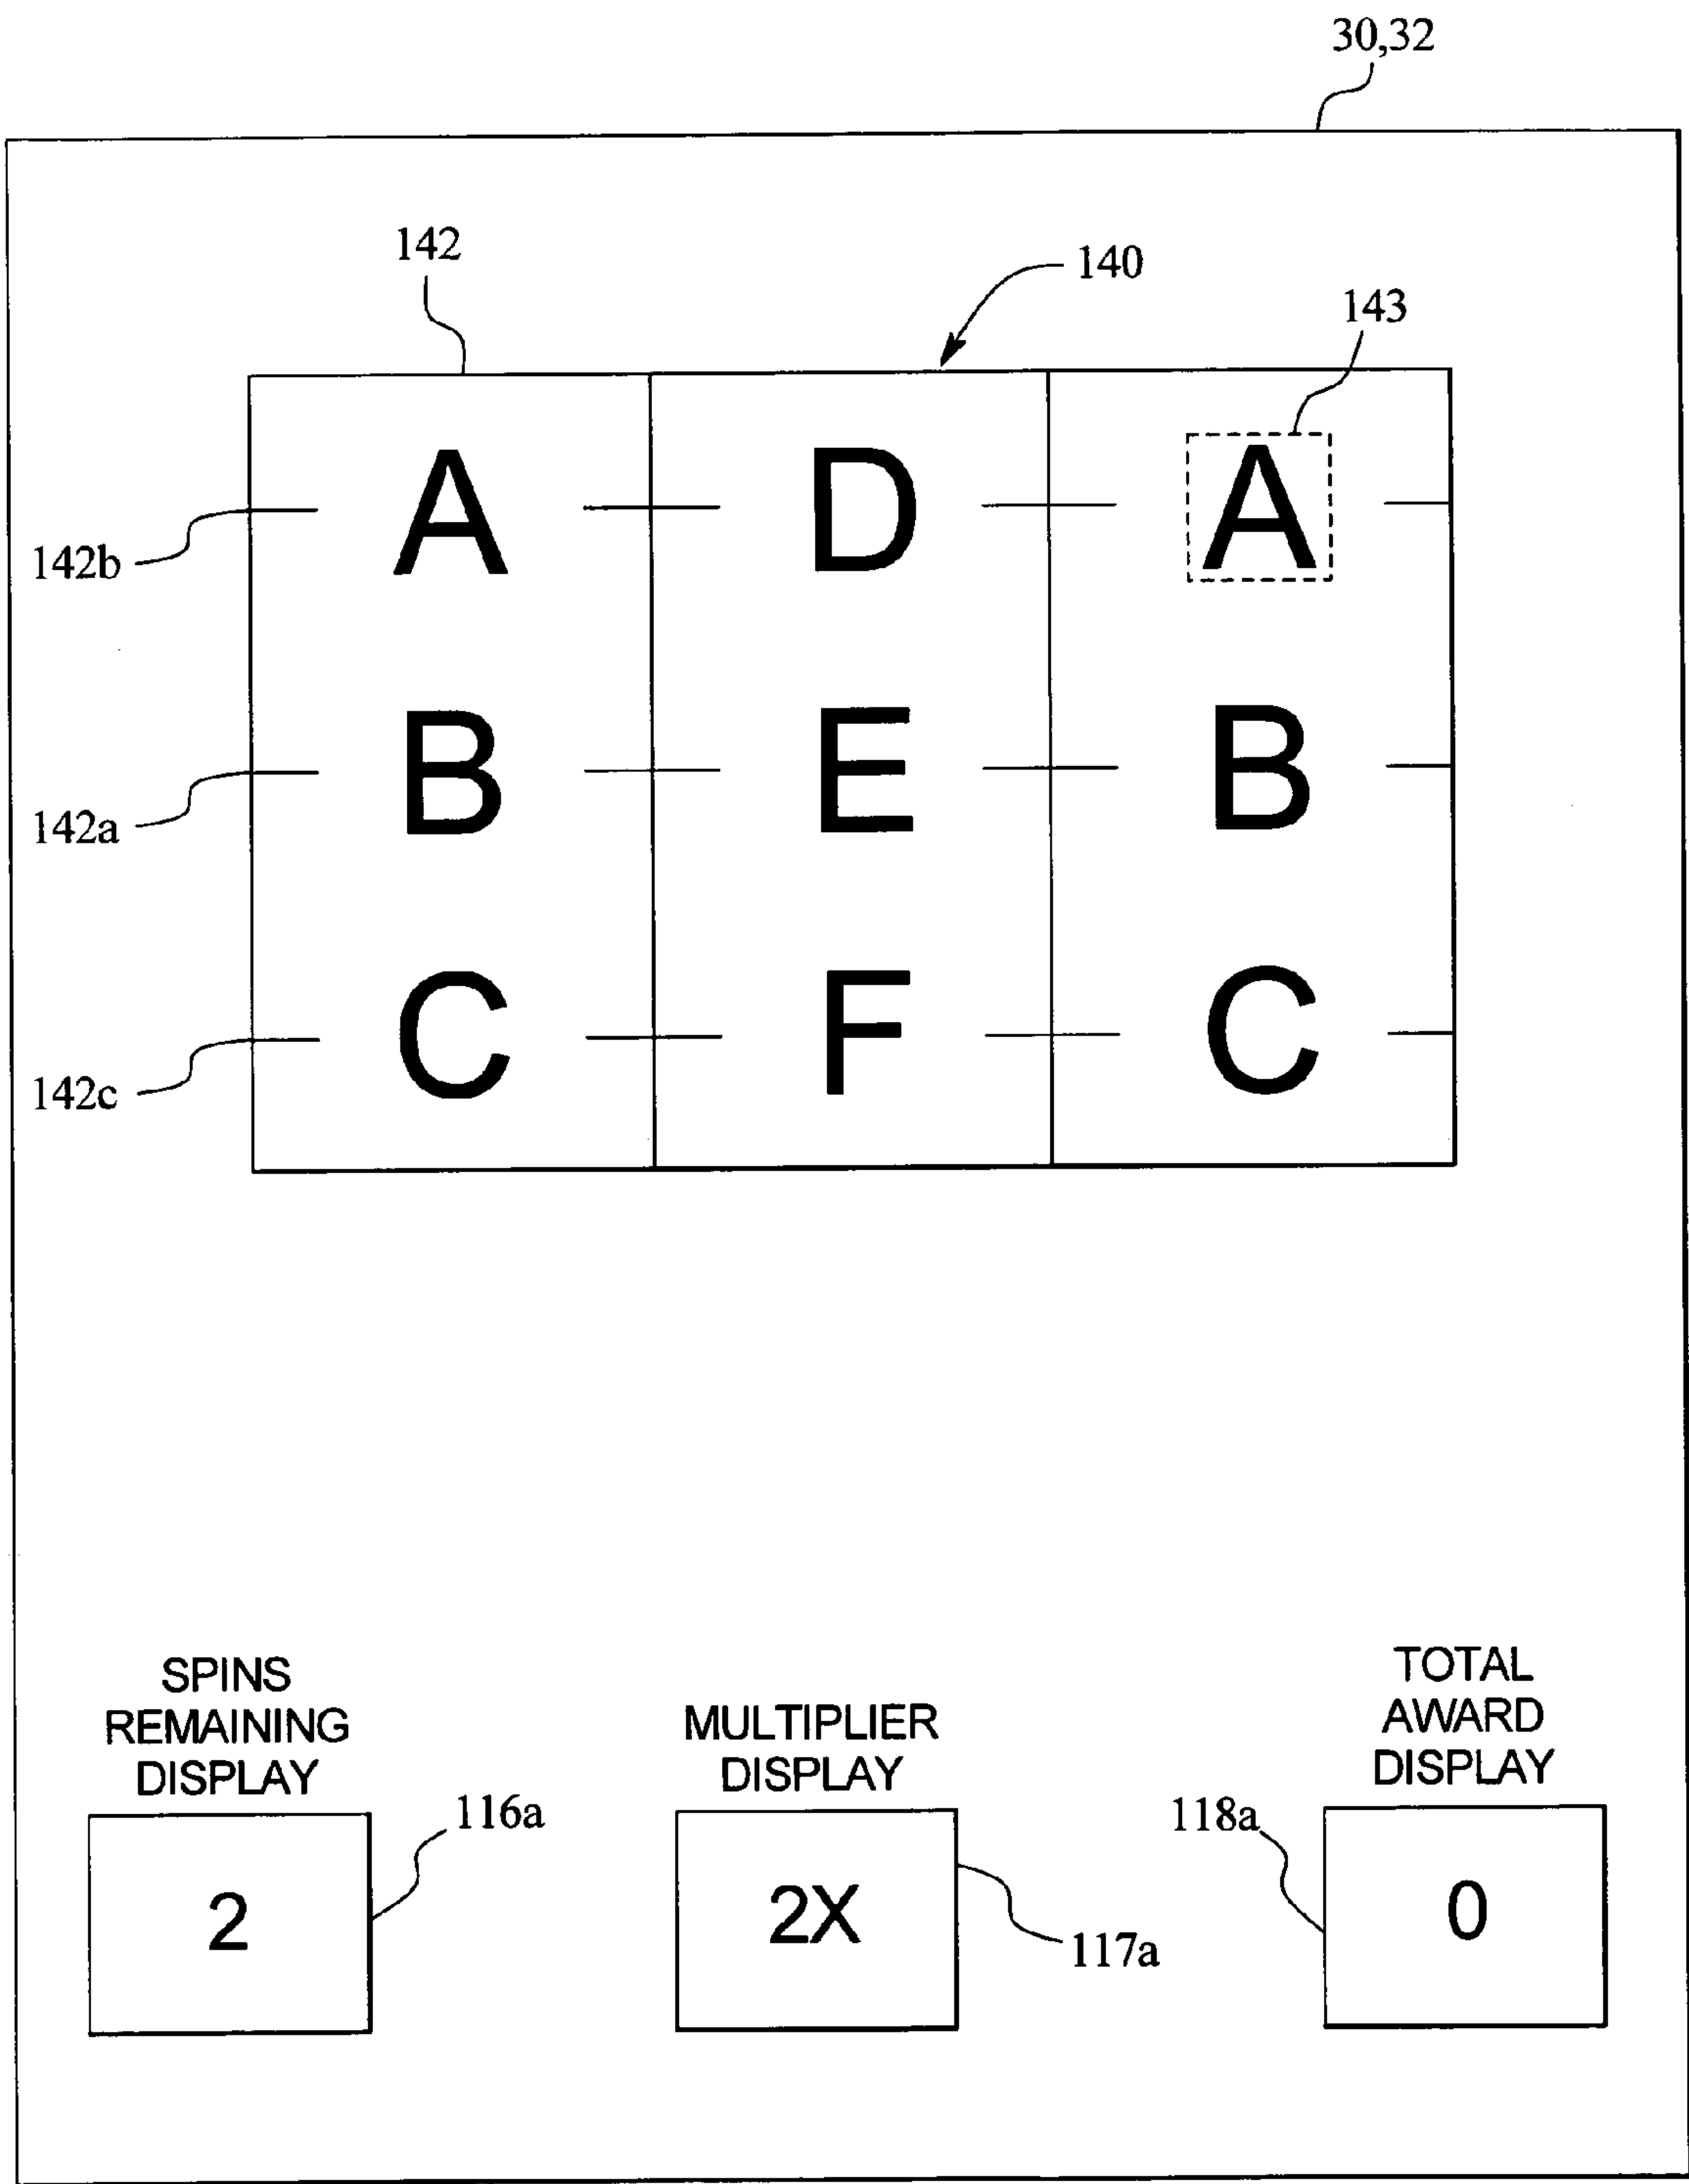 30,32
142
140
143
A D A
142b
B E B
142a
C F C
142c
SPINS
REMAINING
DISPLAY
MULTIPLIER
DISPLAY
TOTAL
AWARD
DISPLAY
116a
118a
2
2X
0
117a